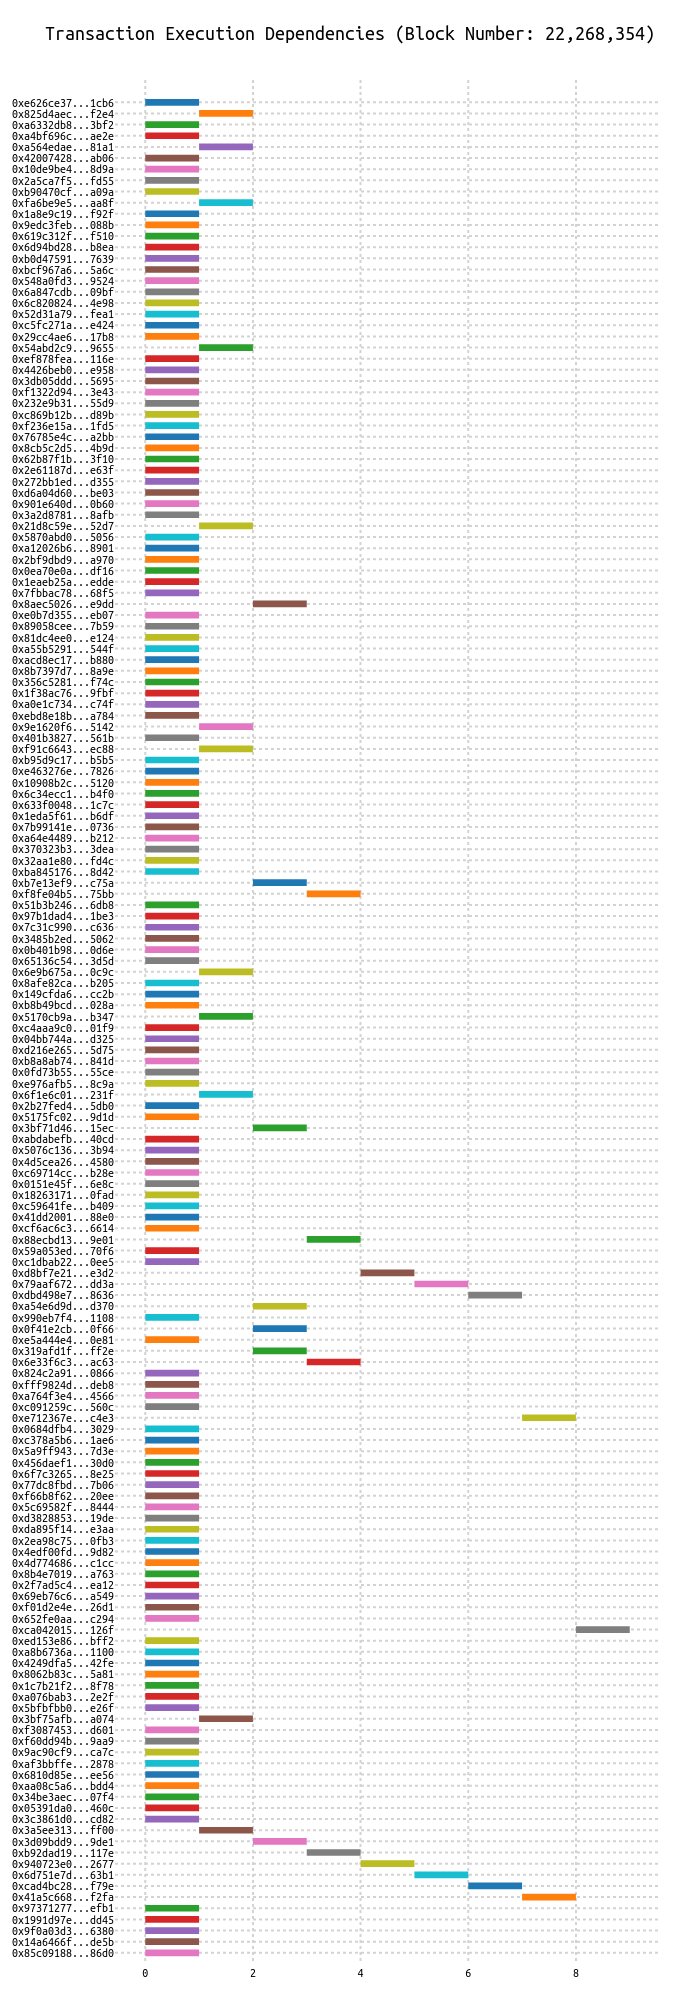 Transaction Execution Dependencies (Block Number: 22,268,354)
0xe626ce37...1cb6
0x825d4aec...f2e4
0xa6332db8...3bf2
0xa4bf696c...ae2e
0xa564edae...81a1
0x42007428...ab06
0x10de9be4...8d9a
0x2a5ca7f5...fd55
0xb90470cf...a09a
0xfa6be9e5...aa8f
0x1a8e9c19...f92f
0x9edc3feb...088b
0x619c312f...f510
0x6d94bd28...b8ea
0xb0d47591...7639
0xbcf967a6...5a6c
0x548a0fd3...9524
0x6a847cdb...09bf
0x6c820824...4e98
0x52d31a79...fea1
0xc5fc271a...e424
0x29cc4ae6...17b8
0x54abd2c9...9655
0xef878fea...116e
0x4426beb0...e958
0x3db05ddd...5695
0xf1322d94...3e43
0x232e9b31...55d9
0xc869b12b...d89b
0xf236e15a...1fd5
0x76785e4c...a2bb
0x8cb5c2d5...4b9d
0x62b87f1b...3f10
0x2e61187d...e63f
0x272bb1ed...d355
0xd6a04d60...be03
0x901e640d...0b60
0x3a2d8781...8afb
0x21d8c59e...52d7
0x5870abd0...5056
0xa12026b6...8901
0x2bf9dbd9...a970
0x0ea70e0a...df16
0x1eaeb25a...edde
0x7fbbac78...68f5
0x8aec5026...e9dd
0xe0b7d355...eb07
0x89058cee...7b59
0x81dc4ee0...e124
0xa55b5291...544f
0xacd8ec17...b880
0x8b7397d7...8a9e
0x356c5281...f74c
0x1f38ac76...9fbf
0xa0e1c734...c74f
0xebd8e18b...a784
0x9e1620f6...5142
0x401b3827...561b
0xf91c6643...ec88
0xb95d9c17...b5b5
0xe463276e...7826
0x10908b2c...5120
0x6c34ecc1...b4f0
0x633f0048...1c7c
0x1eda5f61...b6df
0x7b99141e...0736
0xa64e4489...b212
0x370323b3...3dea
0x32aa1e80...fd4c
0xba845176...8d42
0xb7e13ef9...c75a
0xf8fe04b5...75bb
0x51b3b246...6db8
0x97b1dad4...1be3
0x7c31c990...c636
0x3485b2ed...5062
0x0b401b98...0d6e
0x65136c54...3d5d
0x6e9b675a...0c9c
0x8afe82ca...b205
0x149cfda6...cc2b
0xb8b49bcd...028a
0x5170cb9a...b347
0xc4aaa9c0...01f9
0x04bb744a...d325
0xd216e265...5d75
0xb8a8ab74...841d
0x0fd73b55...55ce
0xe976afb5...8c9a
0x6f1e6c01...231f
0x2b27fed4...5db0
0x5175fc02...9d1d
0x3bf71d46...15ec
0xabdabefb...40cd
0x5076c136...3b94
0x4d5cea26...4580
0xc69714cc...b28e
0x0151e45f...6e8c
0x18263171...0fad
0xc59641fe...b409
0x41dd2001...88e0
0xcf6ac6c3...6614
0x88ecbd13...9e01
0x59a053ed...70f6
0xc1dbab22...0ee5
0xd8bf7e21...e3d2
0x79aaf672...dd3a
0xdbd498e7...8636
0xa54e6d9d...d370
0x990eb7f4...1108
0x0f41e2cb...0f66
0xe5a444e4...0e81
0x319afd1f...ff2e
0x6e33f6c3...ac63
0x824c2a91...0866
0xfff9824d...deb8
0xa764f3e4...4566
0xc091259c...560c
0xe712367e...c4e3
0x0684dfb4...3029
0xc378a5b6...1ae6
0x5a9ff943...7d3e
0x456daef1...30d0
0x6f7c3265...8e25
0x77dc8fbd...7b06
0xf66b8f62...20ee
0x5c69582f...8444
0xd3828853...19de
0xda895f14...e3aa
0x2ea98c75...0fb3
0x4edf00fd...9d82
0x4d774686...c1cc
0x8b4e7019...a763
0x2f7ad5c4...ea12
0x69eb76c6...a549
0xf01d2e4e...26d1
0x652fe0aa...c294
0xca042015...126f
0xed153e86...bff2
0xa8b6736a...1100
0x4249dfa5...42fe
0x8062b83c...5a81
0x1c7b21f2...8f78
0xa076bab3...2e2f
0x5bfbfbb0...e26f
0x3bf75afb...a074
0xf3087453...d601
0xf60dd94b...9aa9
0x9ac90cf9...ca7c
0xaf3bbffe...2878
0x6810d85e...ee56
0xaa08c5a6...bdd4
0x34be3aec...07f4
0x05391da0...460c
0x3c3861d0...cd82
0x3a5ee313...ff00
0x3d09bdd9...9de1
0xb92dad19...117e
0x940723e0...2677
0x6d751e7d...63b1
0xcad4bc28...f79e
0x41a5c668...f2fa
0x97371277...efb1
0x1991d97e...dd45
0x9f0a03d3...6380
0x14a6466f...de5b
0x85c09188...86d0
0 2 4 6 8